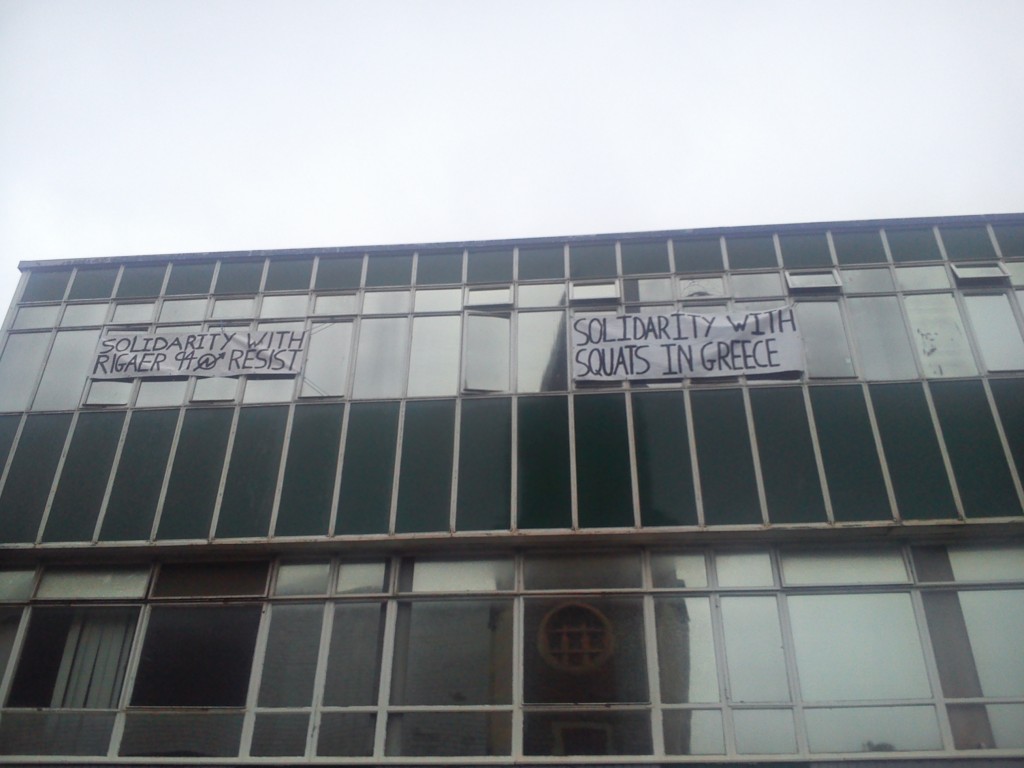 SOLIDARITY WITH
RIGAER 94 RESIST
SOLIDARITY WITH
SQUATS IN GREECE